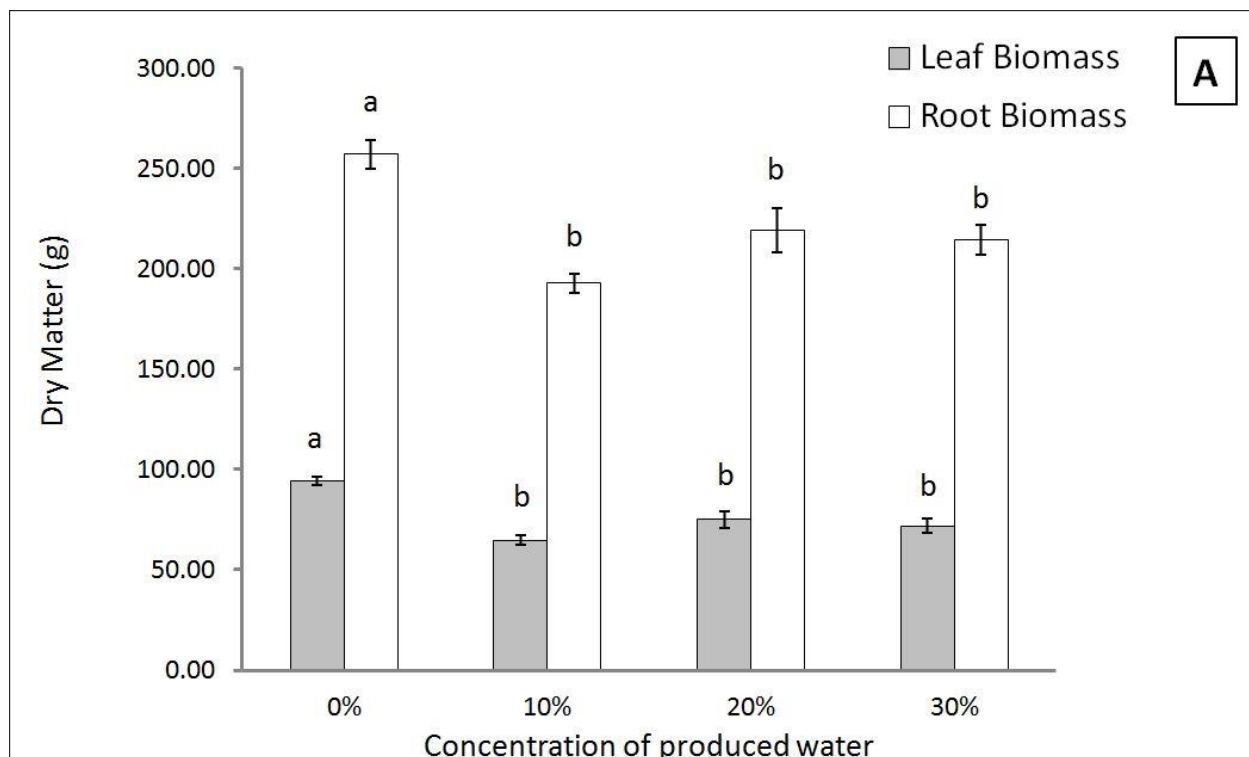 Leaf Biomass
Root Biomass
A
300.00
250.00
200.00
150.00
100.00
50.00
0.00
Dry Matter (g)
a
a
b
b
b
b
b
b
0%
10%
20%
30%
Concentration of produced water